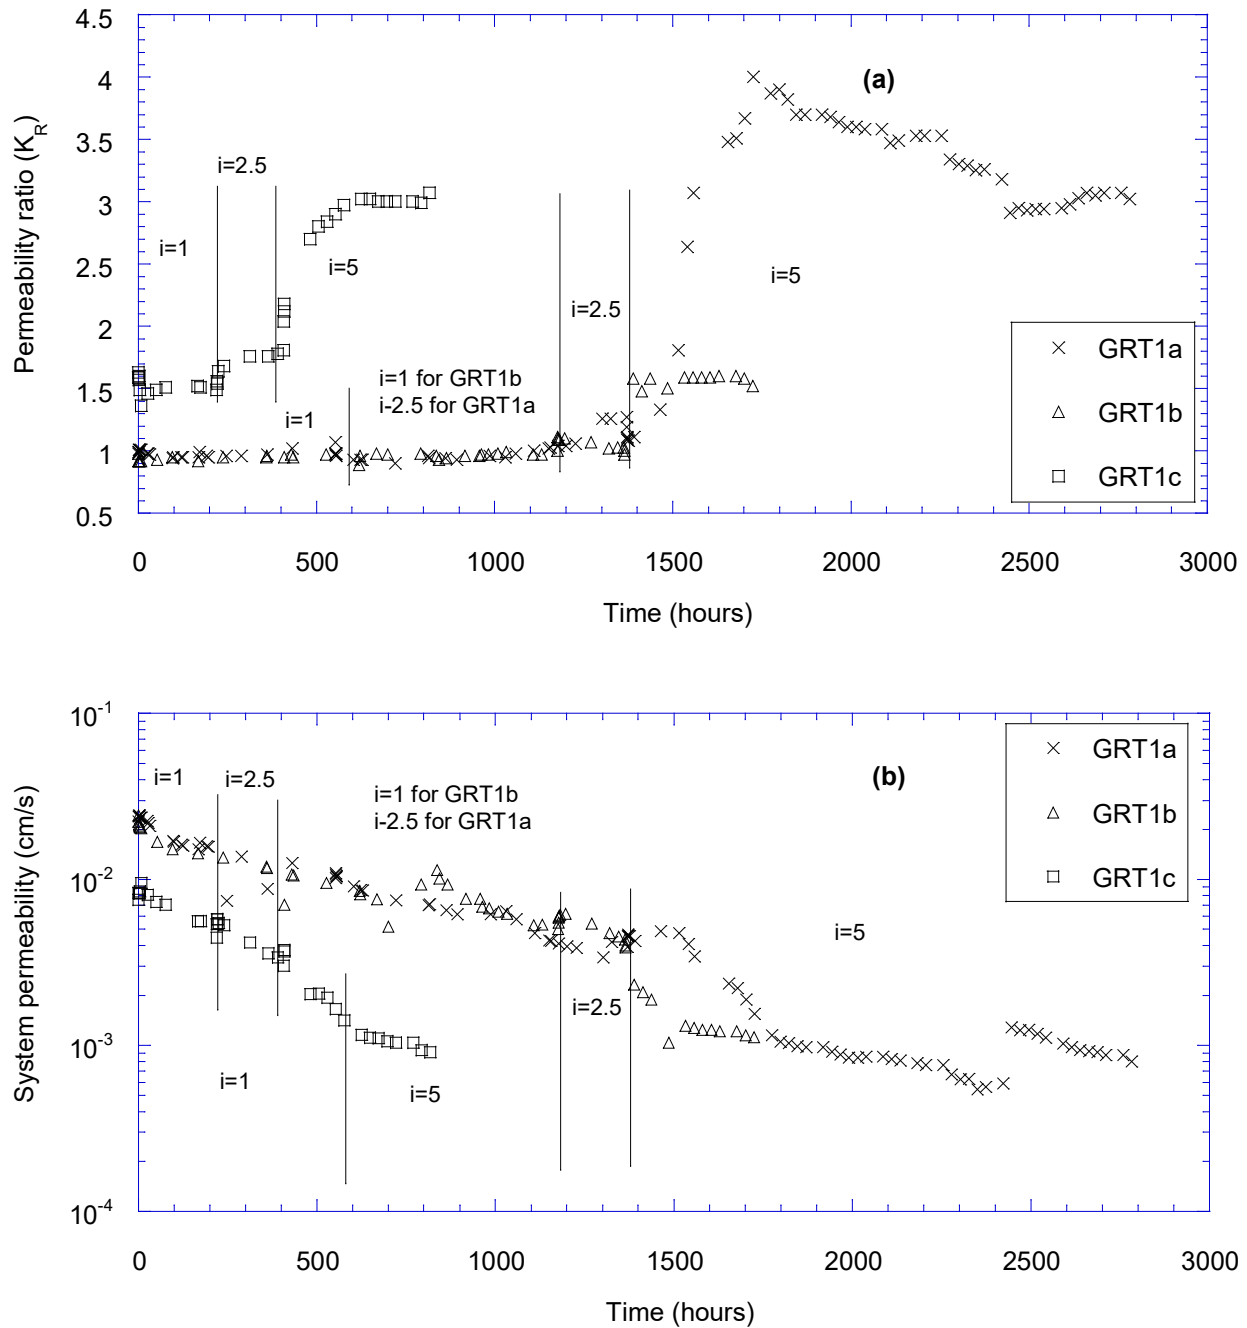 4.5
(a)
4
Permeability ratio (K_R)
3.5
i=2.5
3
i=1
i=5
i=5
2.5
i=2.5
2
GRT1a
i=1 for GRT1b
i-2.5 for GRT1a
1.5
GRT1b
i=1
1
GRT1c
0.5
0 500 1000 1500 2000 2500 3000
Time (hours)
10^-1
GRT1a
i=1
i=2.5
(b)
i=1 for GRT1b
i-2.5 for GRT1a
GRT1b
System permeability (cm/s)
10^-2
GRT1c
i=5
i=2.5
10^-3
i=1
i=5
10^-4
0 500 1000 1500 2000 2500 3000
Time (hours)